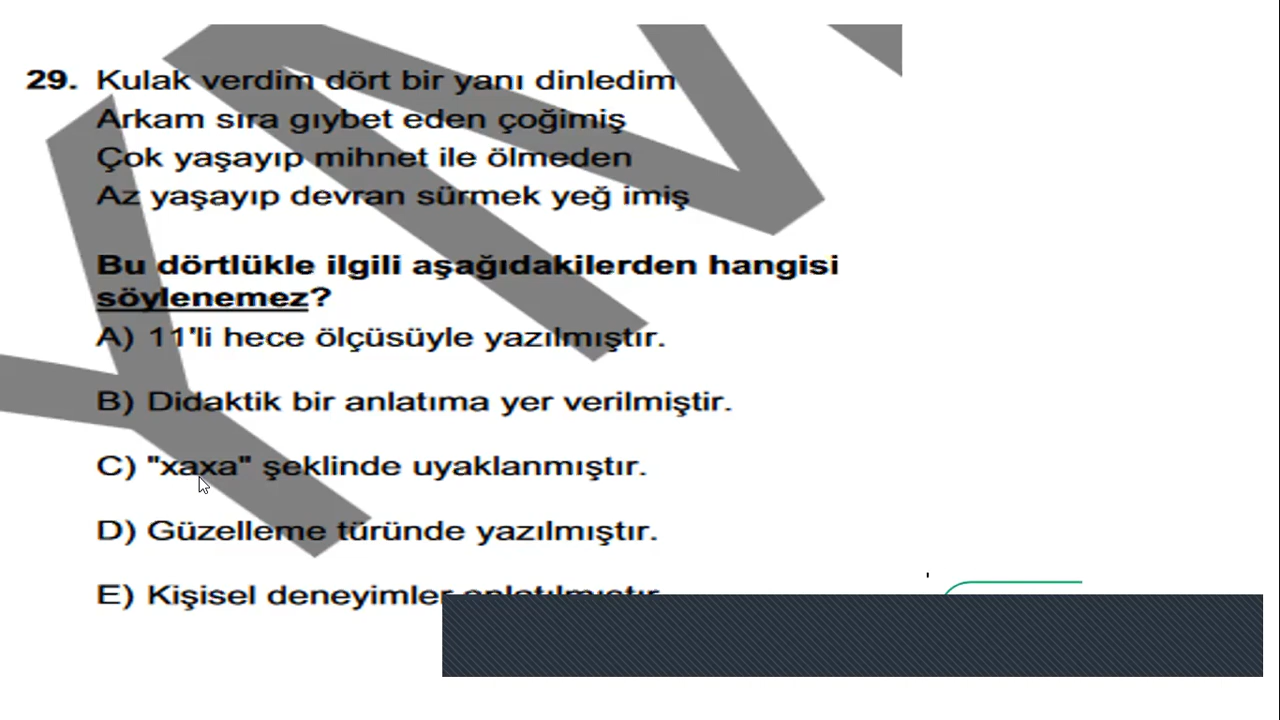 29. Kulak verdim dört bir yanı dinledim
Arkam sıra gıybet eden çoğimiş
Çok yaşayıp mihnet ile ölmeden
Az yaşayıp devran sürmek yeğ imiş
Bu dörtlükle ilgili aşağıdakilerden hangisi
söylenemez?
A) 11'li hece ölçüsüyle yazılmıştır.
B) Didaktik bir anlatıma yer verilmiştir.
C) "xaxa" şeklinde uyaklanmıştır.
D) Güzelleme türünde yazılmıştır.
E) Kişisel deneyimler